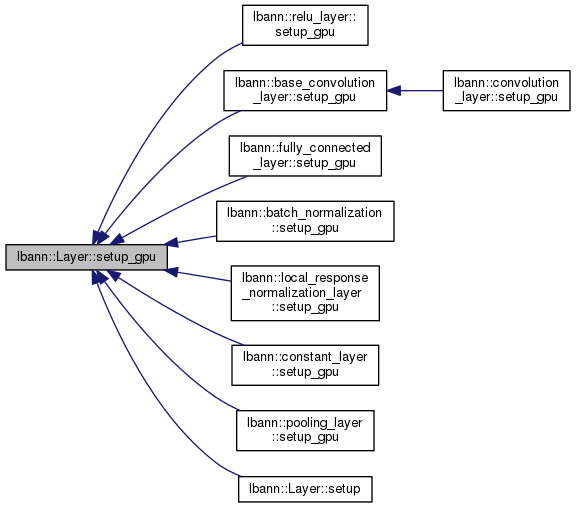 lbann::relu_layer::
setup_gpu
lbann::base_convolution
_layer::setup_gpu
lbann::convolution
_layer::setup_gpu
lbann::fully_connected
_layer::setup_gpu
lbann::batch_normalization
::setup_gpu
lbann::Layer::setup_gpu
lbann::local_response
_normalization_layer
::setup_gpu
lbann::constant_layer
::setup_gpu
lbann::pooling_layer
::setup_gpu
lbann::Layer::setup